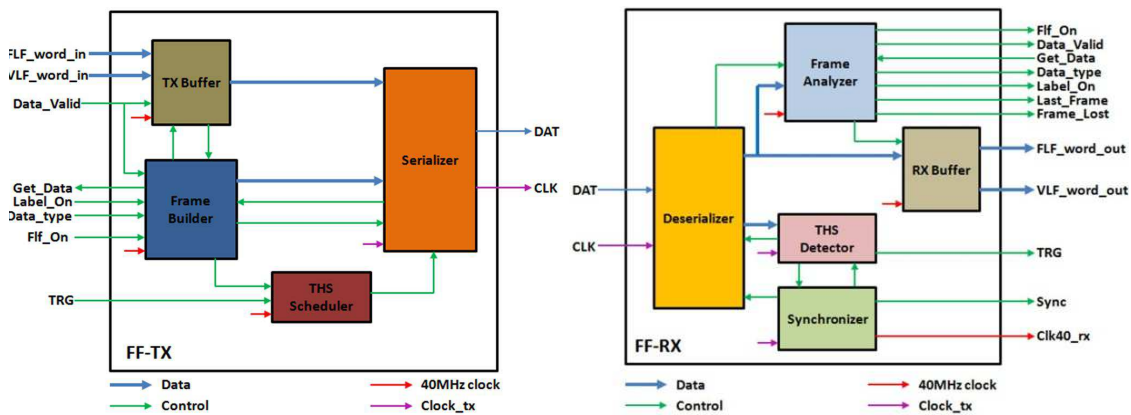 FLF_word_in
VLF_word_in
Data_Valid
TX Buffer
Serializer
DAT
CLK
Get_Data
Label_On
Data_type
Flf_On
Frame
Builder
TRG
THS
Scheduler
FF-TX
Data
Control
40MHz clock
Clock_tx
DAT
CLK
Deserializer
Frame
Analyzer
Flf_On
Data_Valid
Get_Data
Data_type
Label_On
Last_Frame
Frame_Lost
RX Buffer
FLF_word_out
VLF_word_out
THS
Detector
TRG
Synchronizer
Sync
Clk40_rx
FF-RX
Data
Control
40MHz clock
Clock_tx